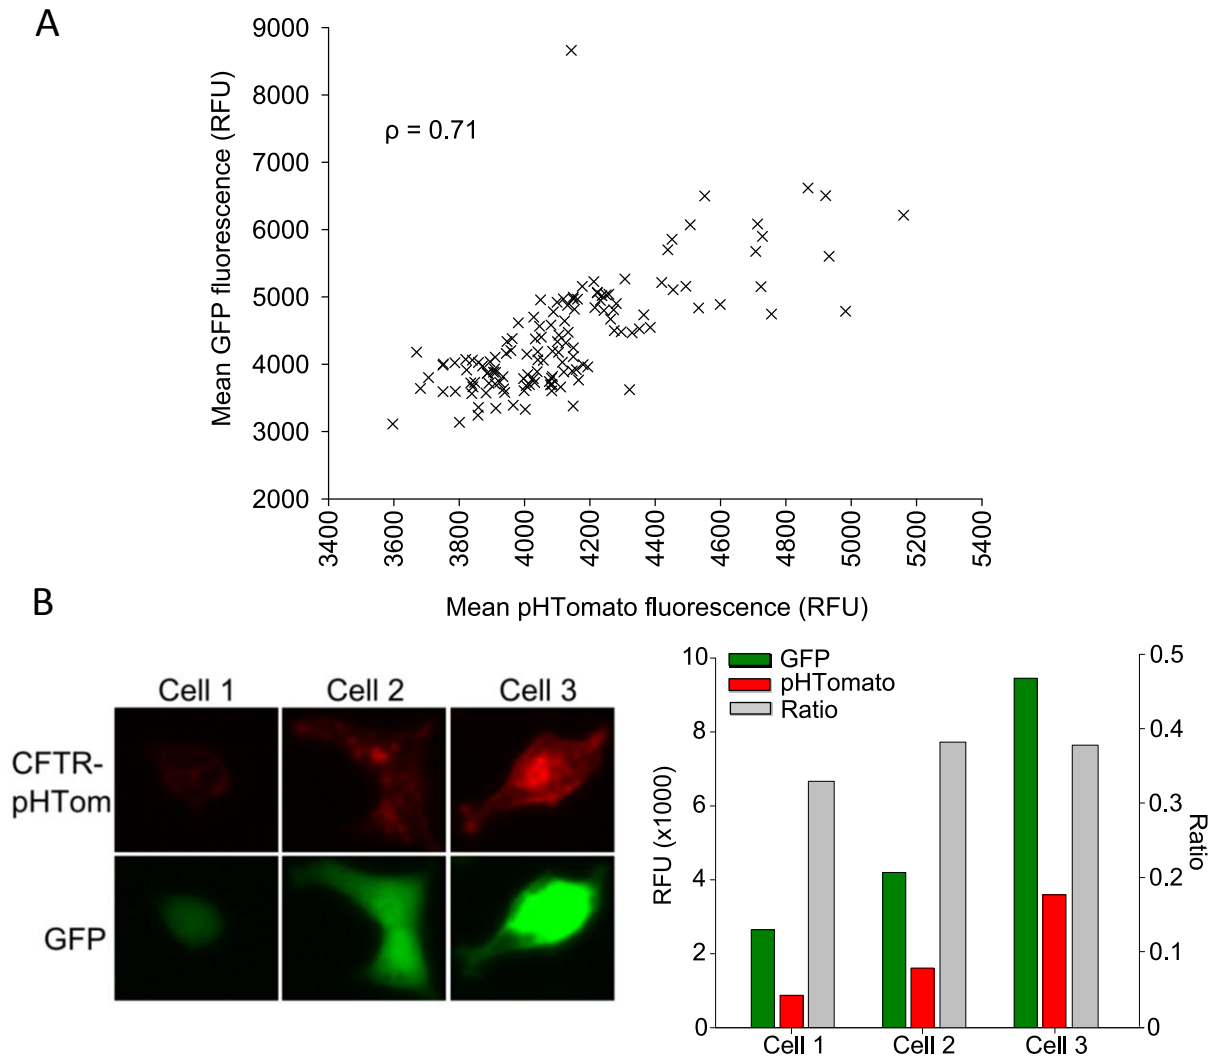 A
9000
8000
7000
6000
5000
4000
3000
2000
Mean GFP fluorescence (RFU)
ρ = 0.71
3400
3600
3800
4000
4200
4400
4600
4800
5000
5200
5400
Mean pHTomato fluorescence (RFU)
B
Cell 1
Cell 2
Cell 3
CFTR-
pHTom
GFP
GFP
pHTomato
Ratio
10
8
6
4
2
0
RFU (x1000)
0.5
0.4
0.3
0.2
0.1
0
Ratio
Cell 1
Cell 2
Cell 3